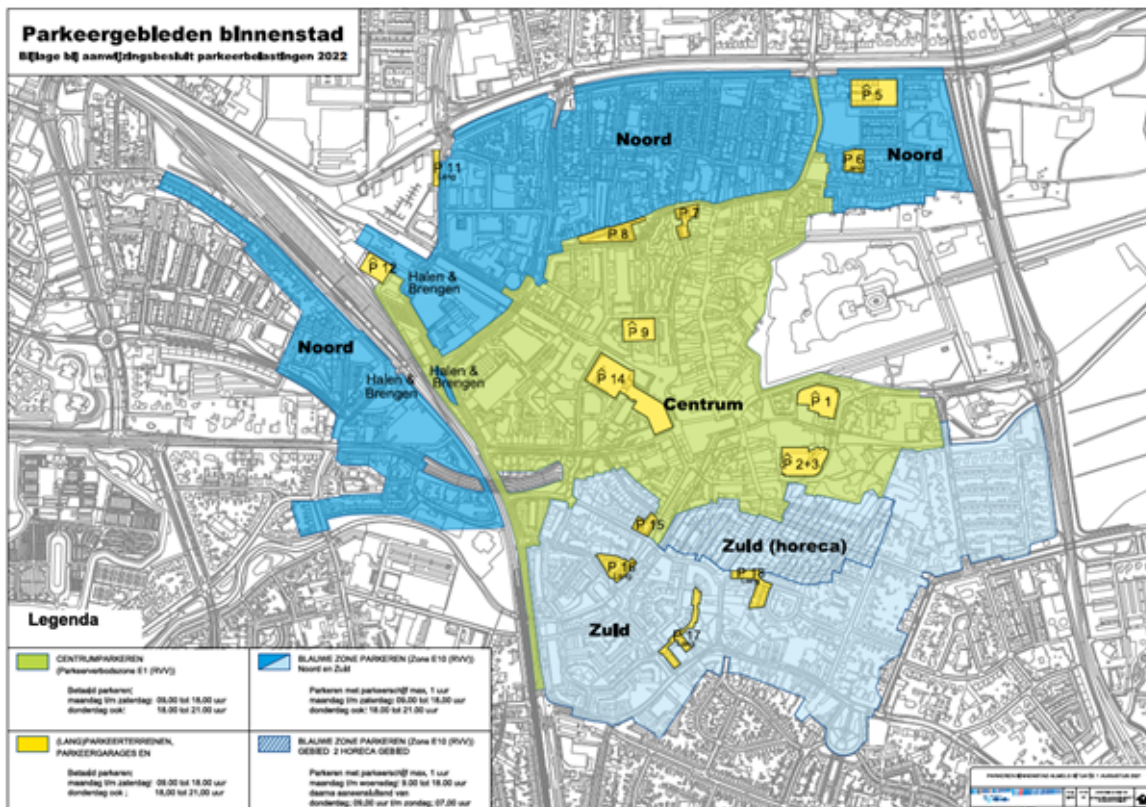 Parkeergebieden binnenstad
Bijlage bij aanwijzingsbesluit parkeerbelastingen 2022
P 5
Noord
P 6
Noord
P 11
P 7
P 8
P 12
Halen &
Brengen
P 9
Noord
Halen &
Brengen
Halen &
Brengen
P 14
Centrum
P 1
P 2+3
P 15
Zuid (horeca)
P 16
P 18
Zuid
P 17
Legenda
CENTRUMPARKEREN
(Parkeerverbodszone E1 (RVV))
Betaald parkeren:
maandag t/m zaterdag: 09.00 tot 18.00 uur
donderdag ook: 18.00 tot 21.00 uur
BLAUWE ZONE PARKEREN (Zone E10 (RVV))
Noord en Zuid
Parkeren met parkeerschijf max. 1 uur
maandag t/m zaterdag: 09.00 tot 18.00 uur
donderdag ook: 18.00 tot 21.00 uur
(LANG)PARKEERTERREINEN,
PARKEERGARAGES EN
Betaald parkeren:
maandag t/m zaterdag: 09.00 tot 18.00 uur
donderdag ook : 18,00 tot 21,00 uur
BLAUWE ZONE PARKEREN (Zone E10 (RVV))
GEBIED 2 HORECA GEBIED
Parkeren met parkeerschijf max, 1 uur
maandag t/m woensdag: 9.00 tot 18.00 uur
daarna aaneensluitend van
donderdag: 09,00 uur t/m zondag: 07,00 uur